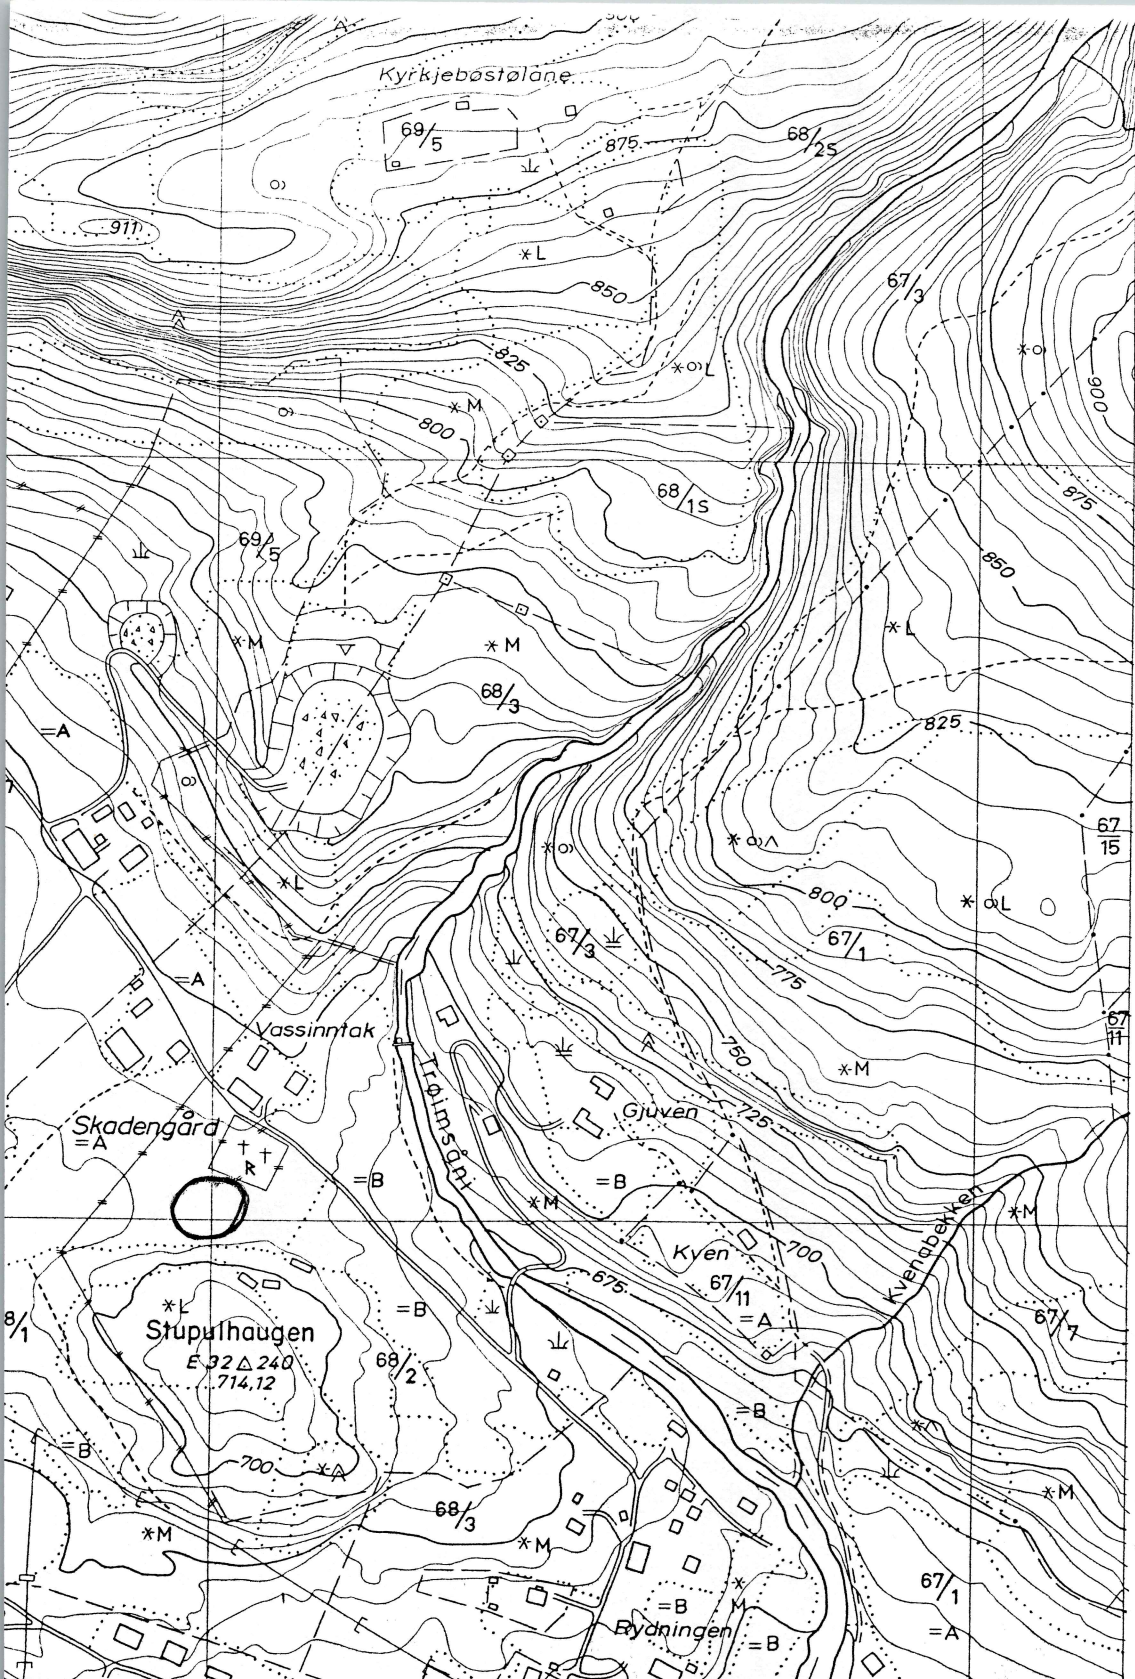 Kyrkjebøstølane
69/5
875
68/2S
911
L
850
67/3
825
L
M
800
900
68/1S
875
69/5
850
M
M
L
68/3
A
825
67/15
L
800
L
67/3
67/1
A
775
67/11
Vassinntak
750
M
Trøimsåni
Gjuven
725
Skadengård
A
R
B
B
M
M
Kvenabekken
Kven
700
675
67/11
8/1
L
B
A
67/7
Stupulhaugen
E 32 △ 240
714,12
68/2
B
B
700
M
68/3
M
M
67/1
B
M
Rydningen
B
A